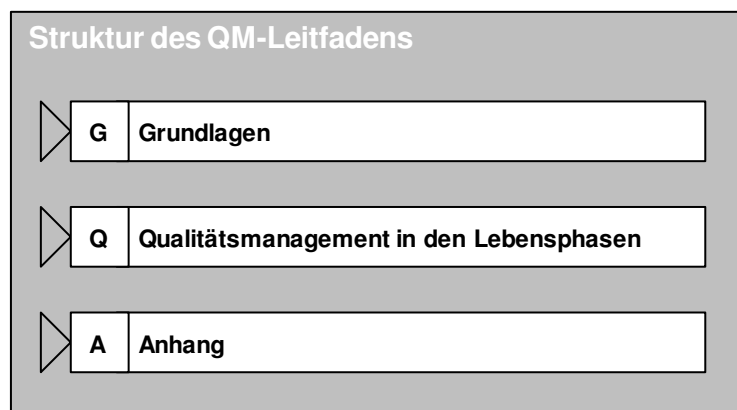 Struktur des QM-Leitfadens
G Grundlagen
Q Qualitätsmanagement in den Lebensphasen
A Anhang